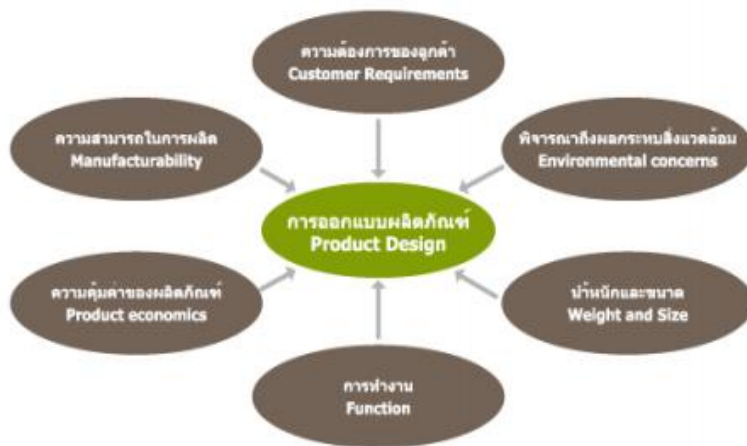 ความต้องการของลูกค้า
Customer Requirements
ความสามารถในการผลิต
Manufacturability
พิจารณาถึงผลกระทบสิ่งแวดล้อม
Environmental concerns
การออกแบบผลิตภัณฑ์
Product Design
ความคุ้มค่าของผลิตภัณฑ์
Product economics
น้ำหนักและขนาด
Weight and Size
การทำงาน
Function